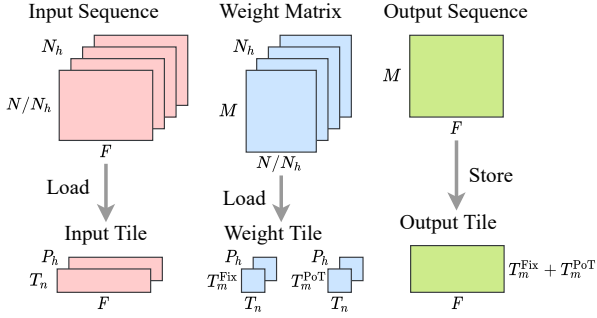 Input Sequence
Weight Matrix
Output Sequence
N_h
N/N_h
F
N_h
M
N/N_h
M
F
Load
Load
Store
Input Tile
Weight Tile
Output Tile
P_h
T_n
F
P_h
T_m^Fix
T_n
P_h
T_m^PoT
T_n
T_m^Fix + T_m^PoT
F